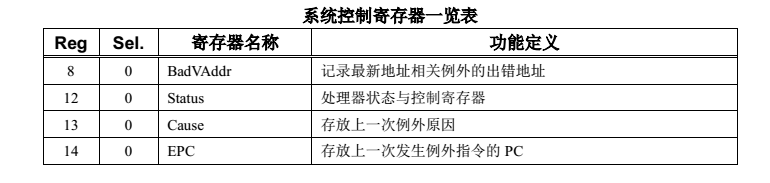 系统控制寄存器一览表
Reg Sel. 寄存器名称 功能定义
8 0 BadVAddr 记录最新地址相关例外的出错地址
12 0 Status 处理器状态与控制寄存器
13 0 Cause 存放上一次例外原因
14 0 EPC 存放上一次发生例外指令的 PC